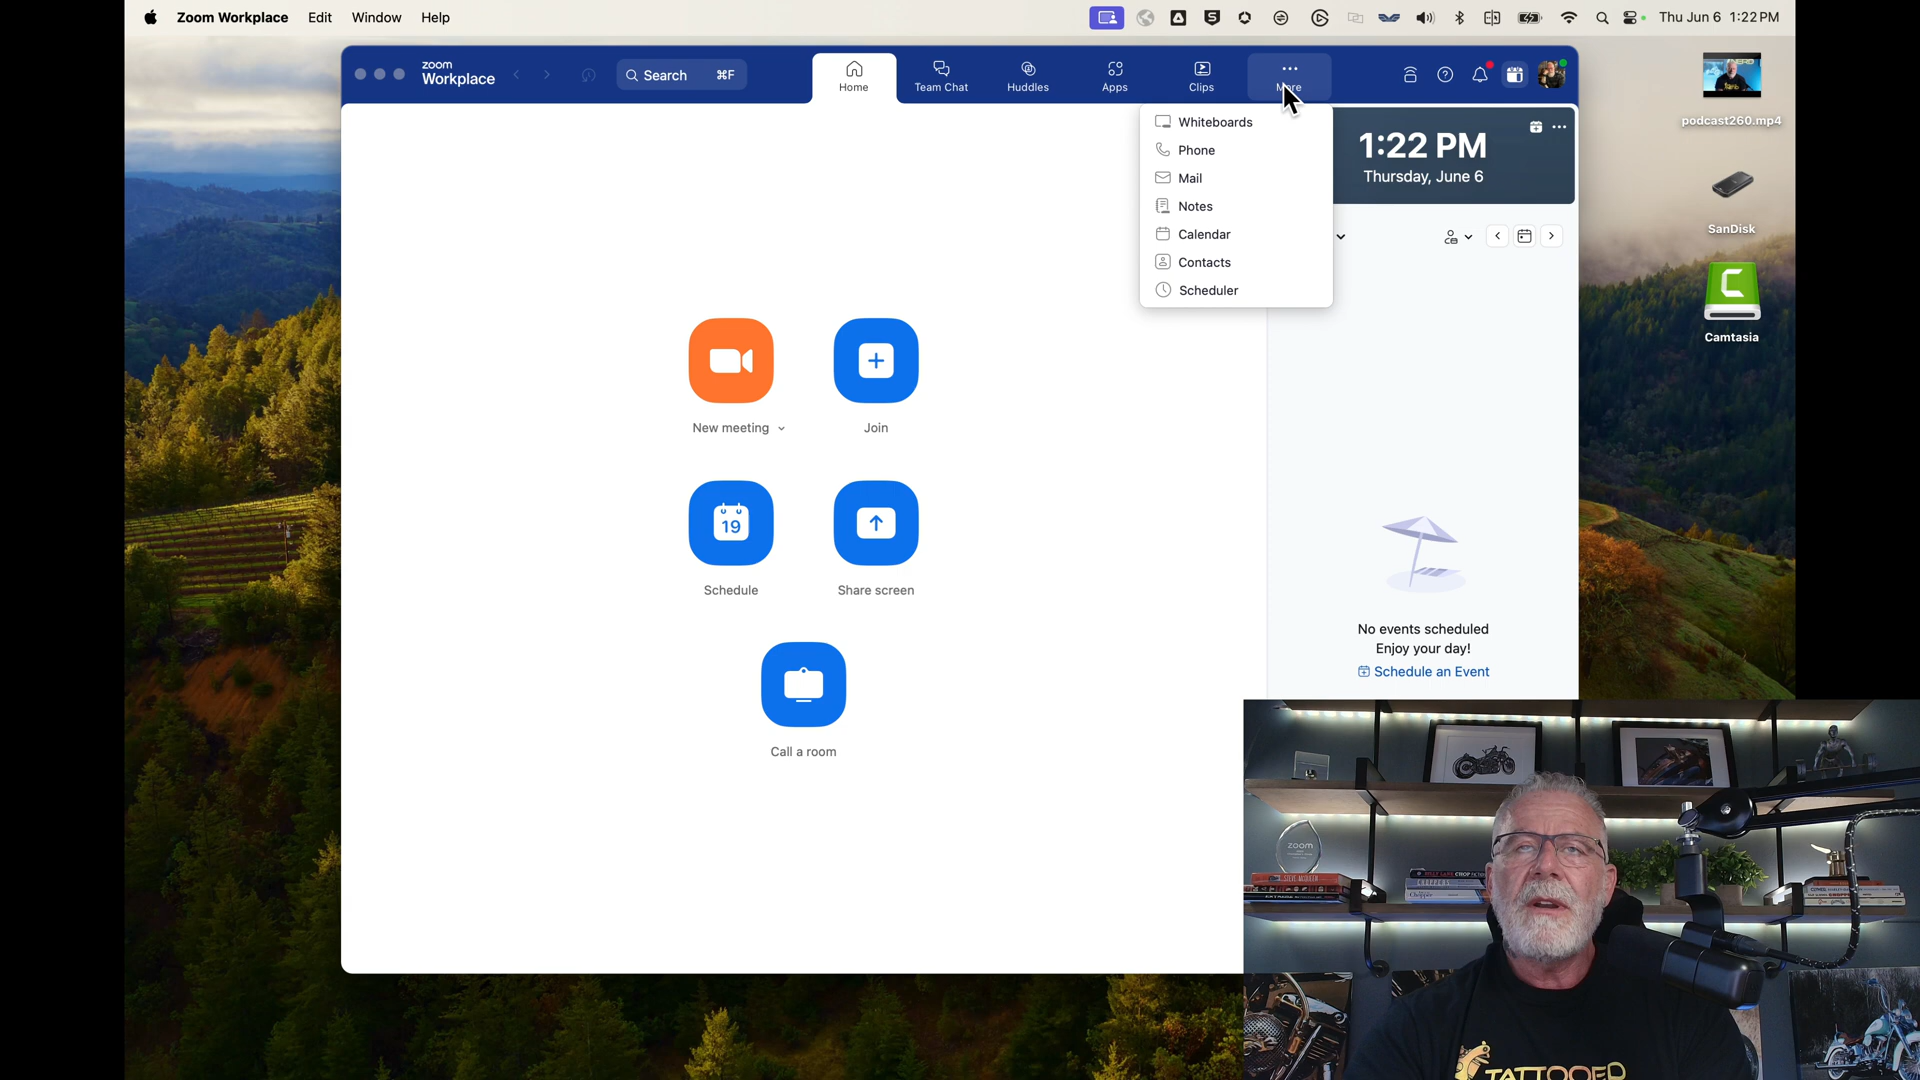 Zoom Workplace Edit Window Help
Thu Jun 6 1:22 PM
zoom
Workplace
Search ⌘F
Home
Team Chat
Huddles
Apps
Clips
More
Whiteboards
Phone
Mail
Notes
Calendar
Contacts
Scheduler
1:22 PM
Thursday, June 6
New meeting
Join
19
Schedule
Share screen
Call a room
No events scheduled
Enjoy your day!
Schedule an Event
podcast260.mp4
SanDisk
C
Camtasia
zoom
TATTOOED